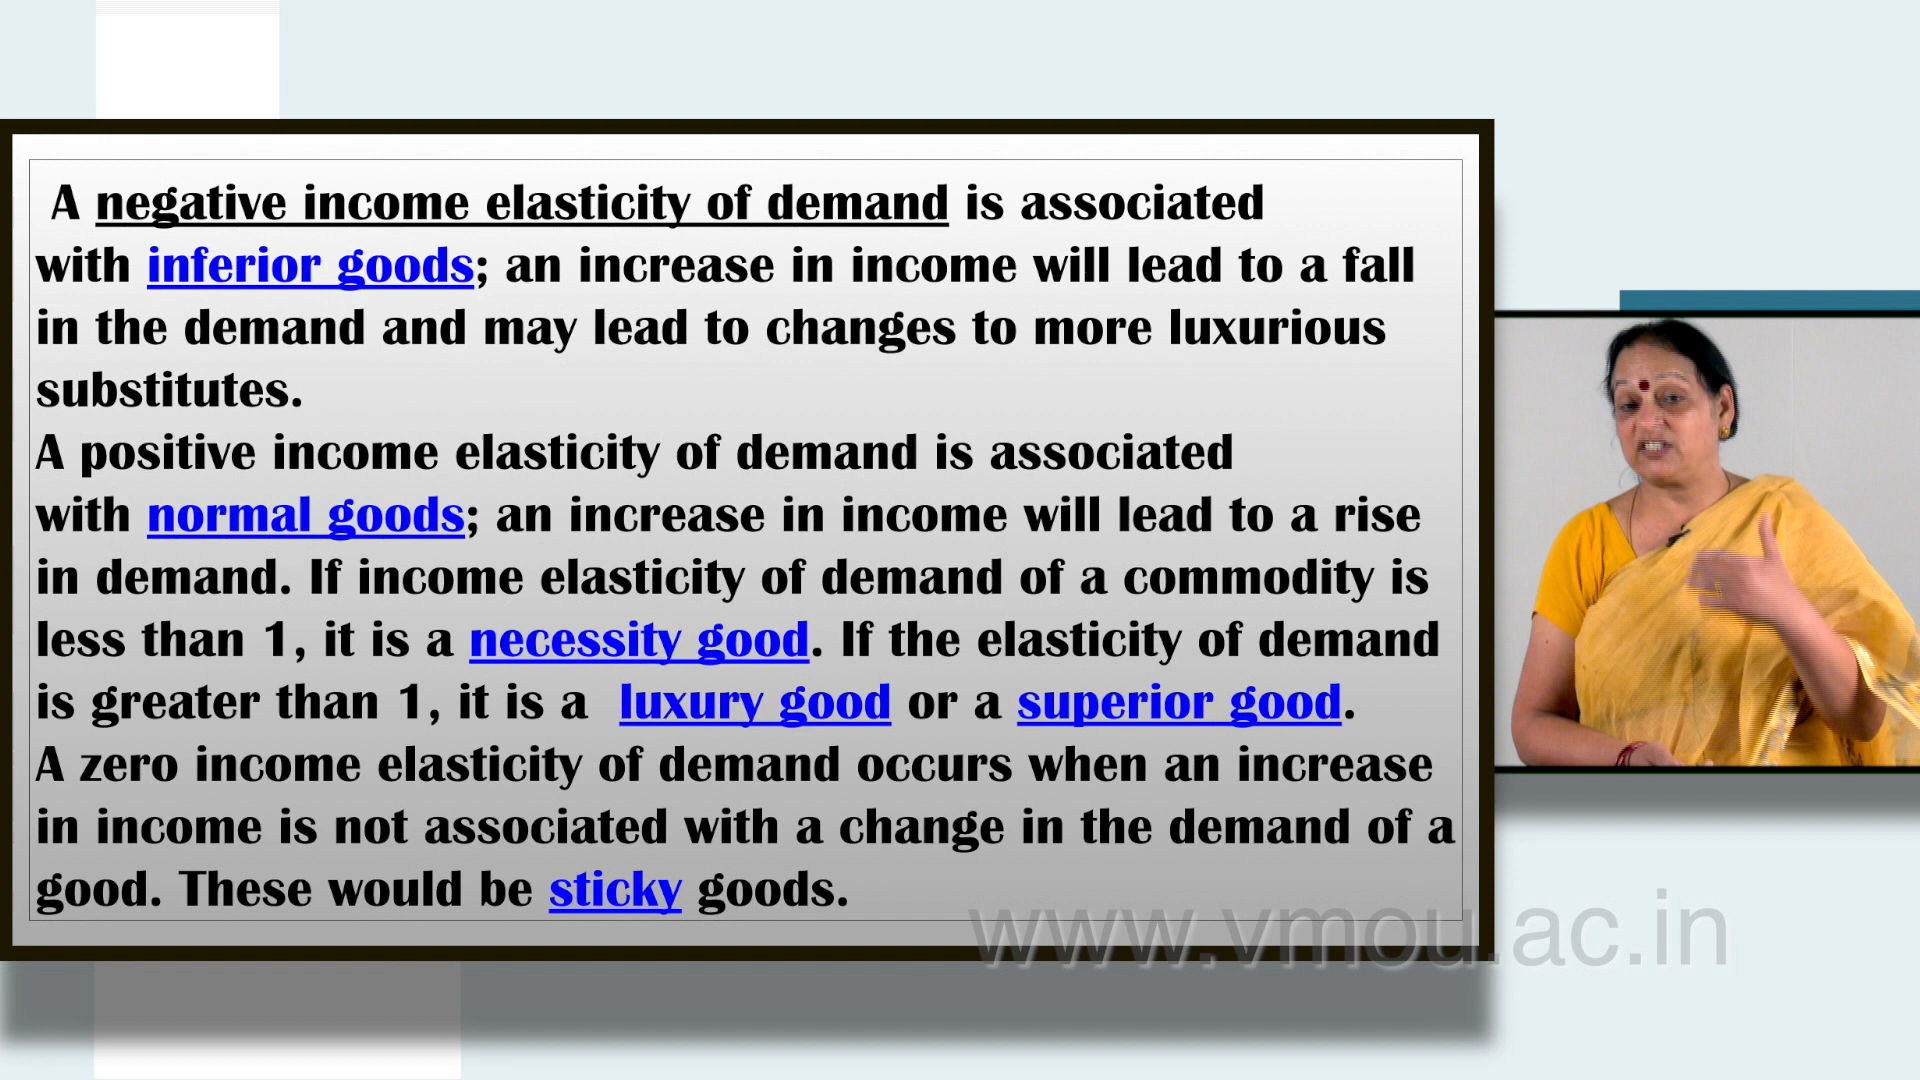 A negative income elasticity of demand is associated
with inferior goods; an increase in income will lead to a fall
in the demand and may lead to changes to more luxurious
substitutes.
A positive income elasticity of demand is associated
with normal goods; an increase in income will lead to a rise
in demand. If income elasticity of demand of a commodity is
less than 1, it is a necessity good. If the elasticity of demand
is greater than 1, it is a luxury good or a superior good.
A zero income elasticity of demand occurs when an increase
in income is not associated with a change in the demand of a
good. These would be sticky goods.
www.vmou.ac.in